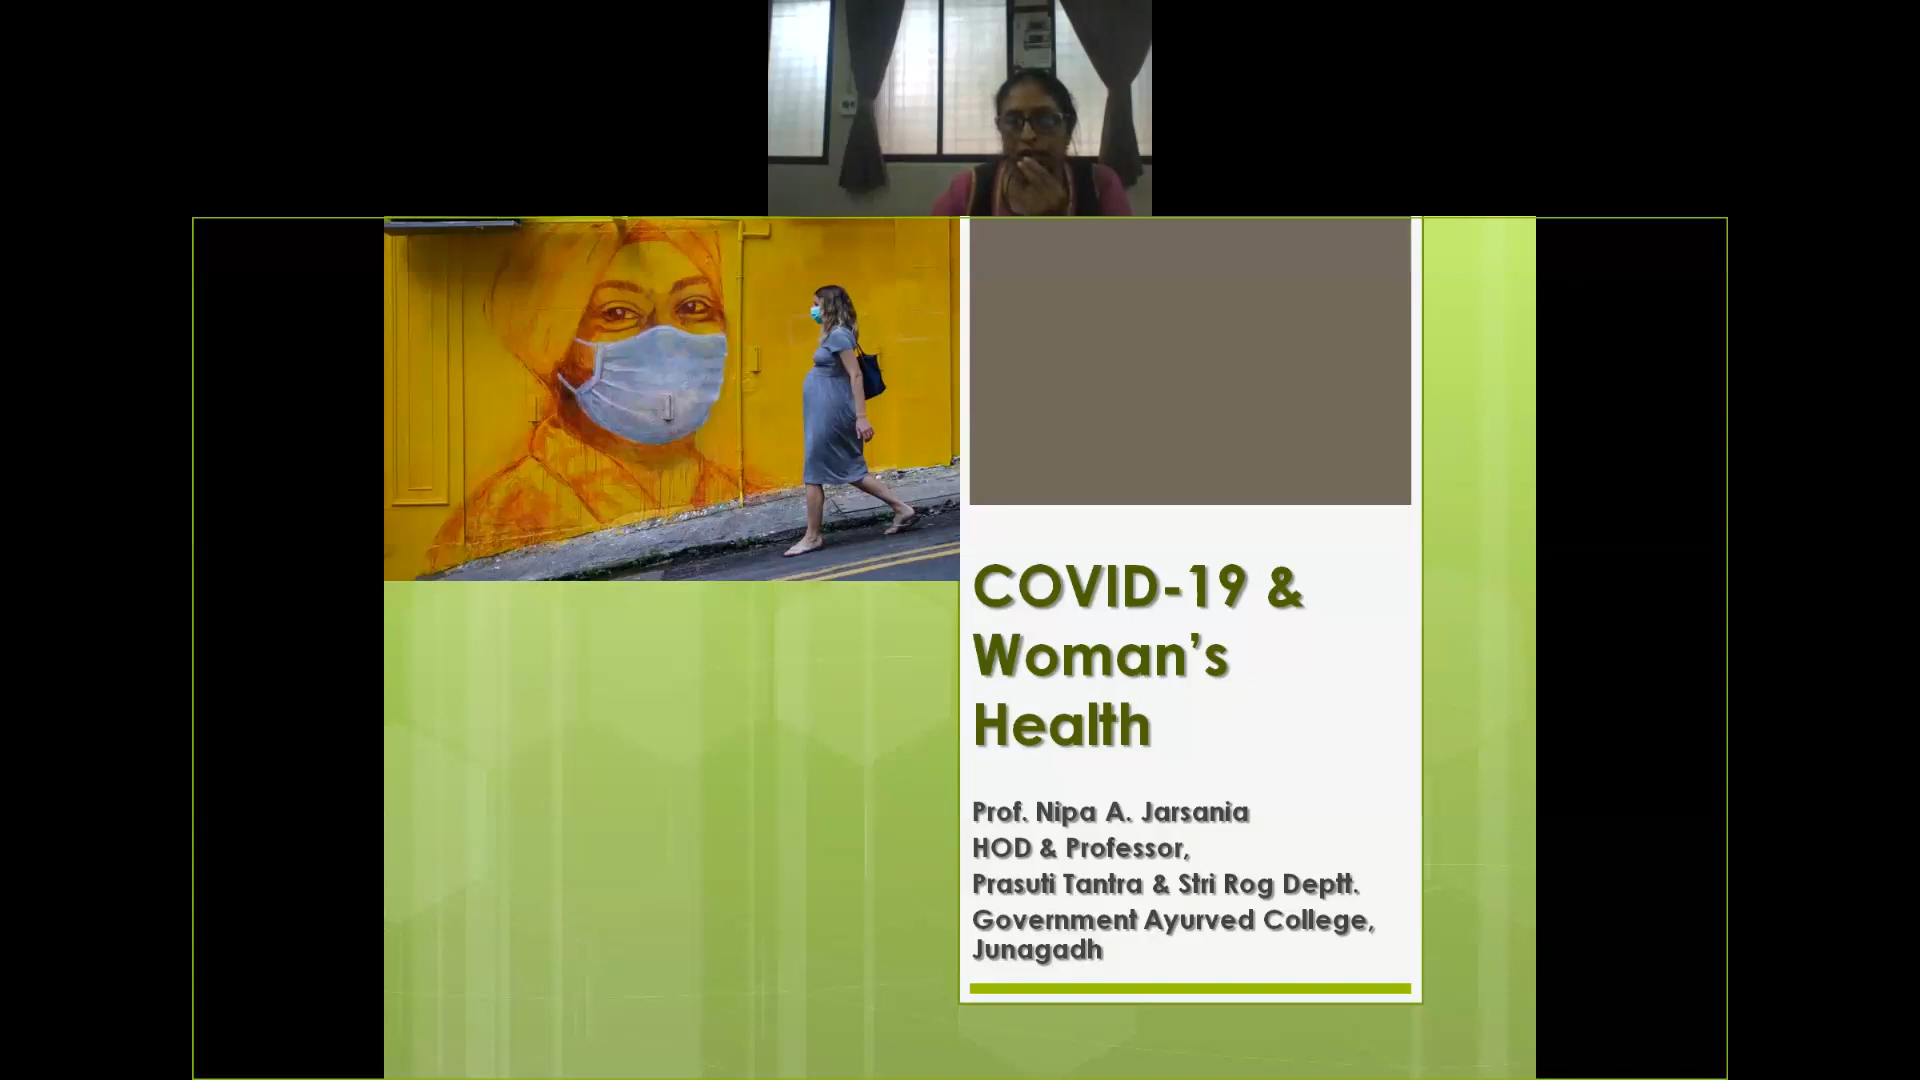 COVID-19 &
Woman’s
Health
Prof. Nipa A. Jarsania
HOD & Professor,
Prasuti Tantra & Stri Rog Deptt.
Government Ayurved College,
Junagadh